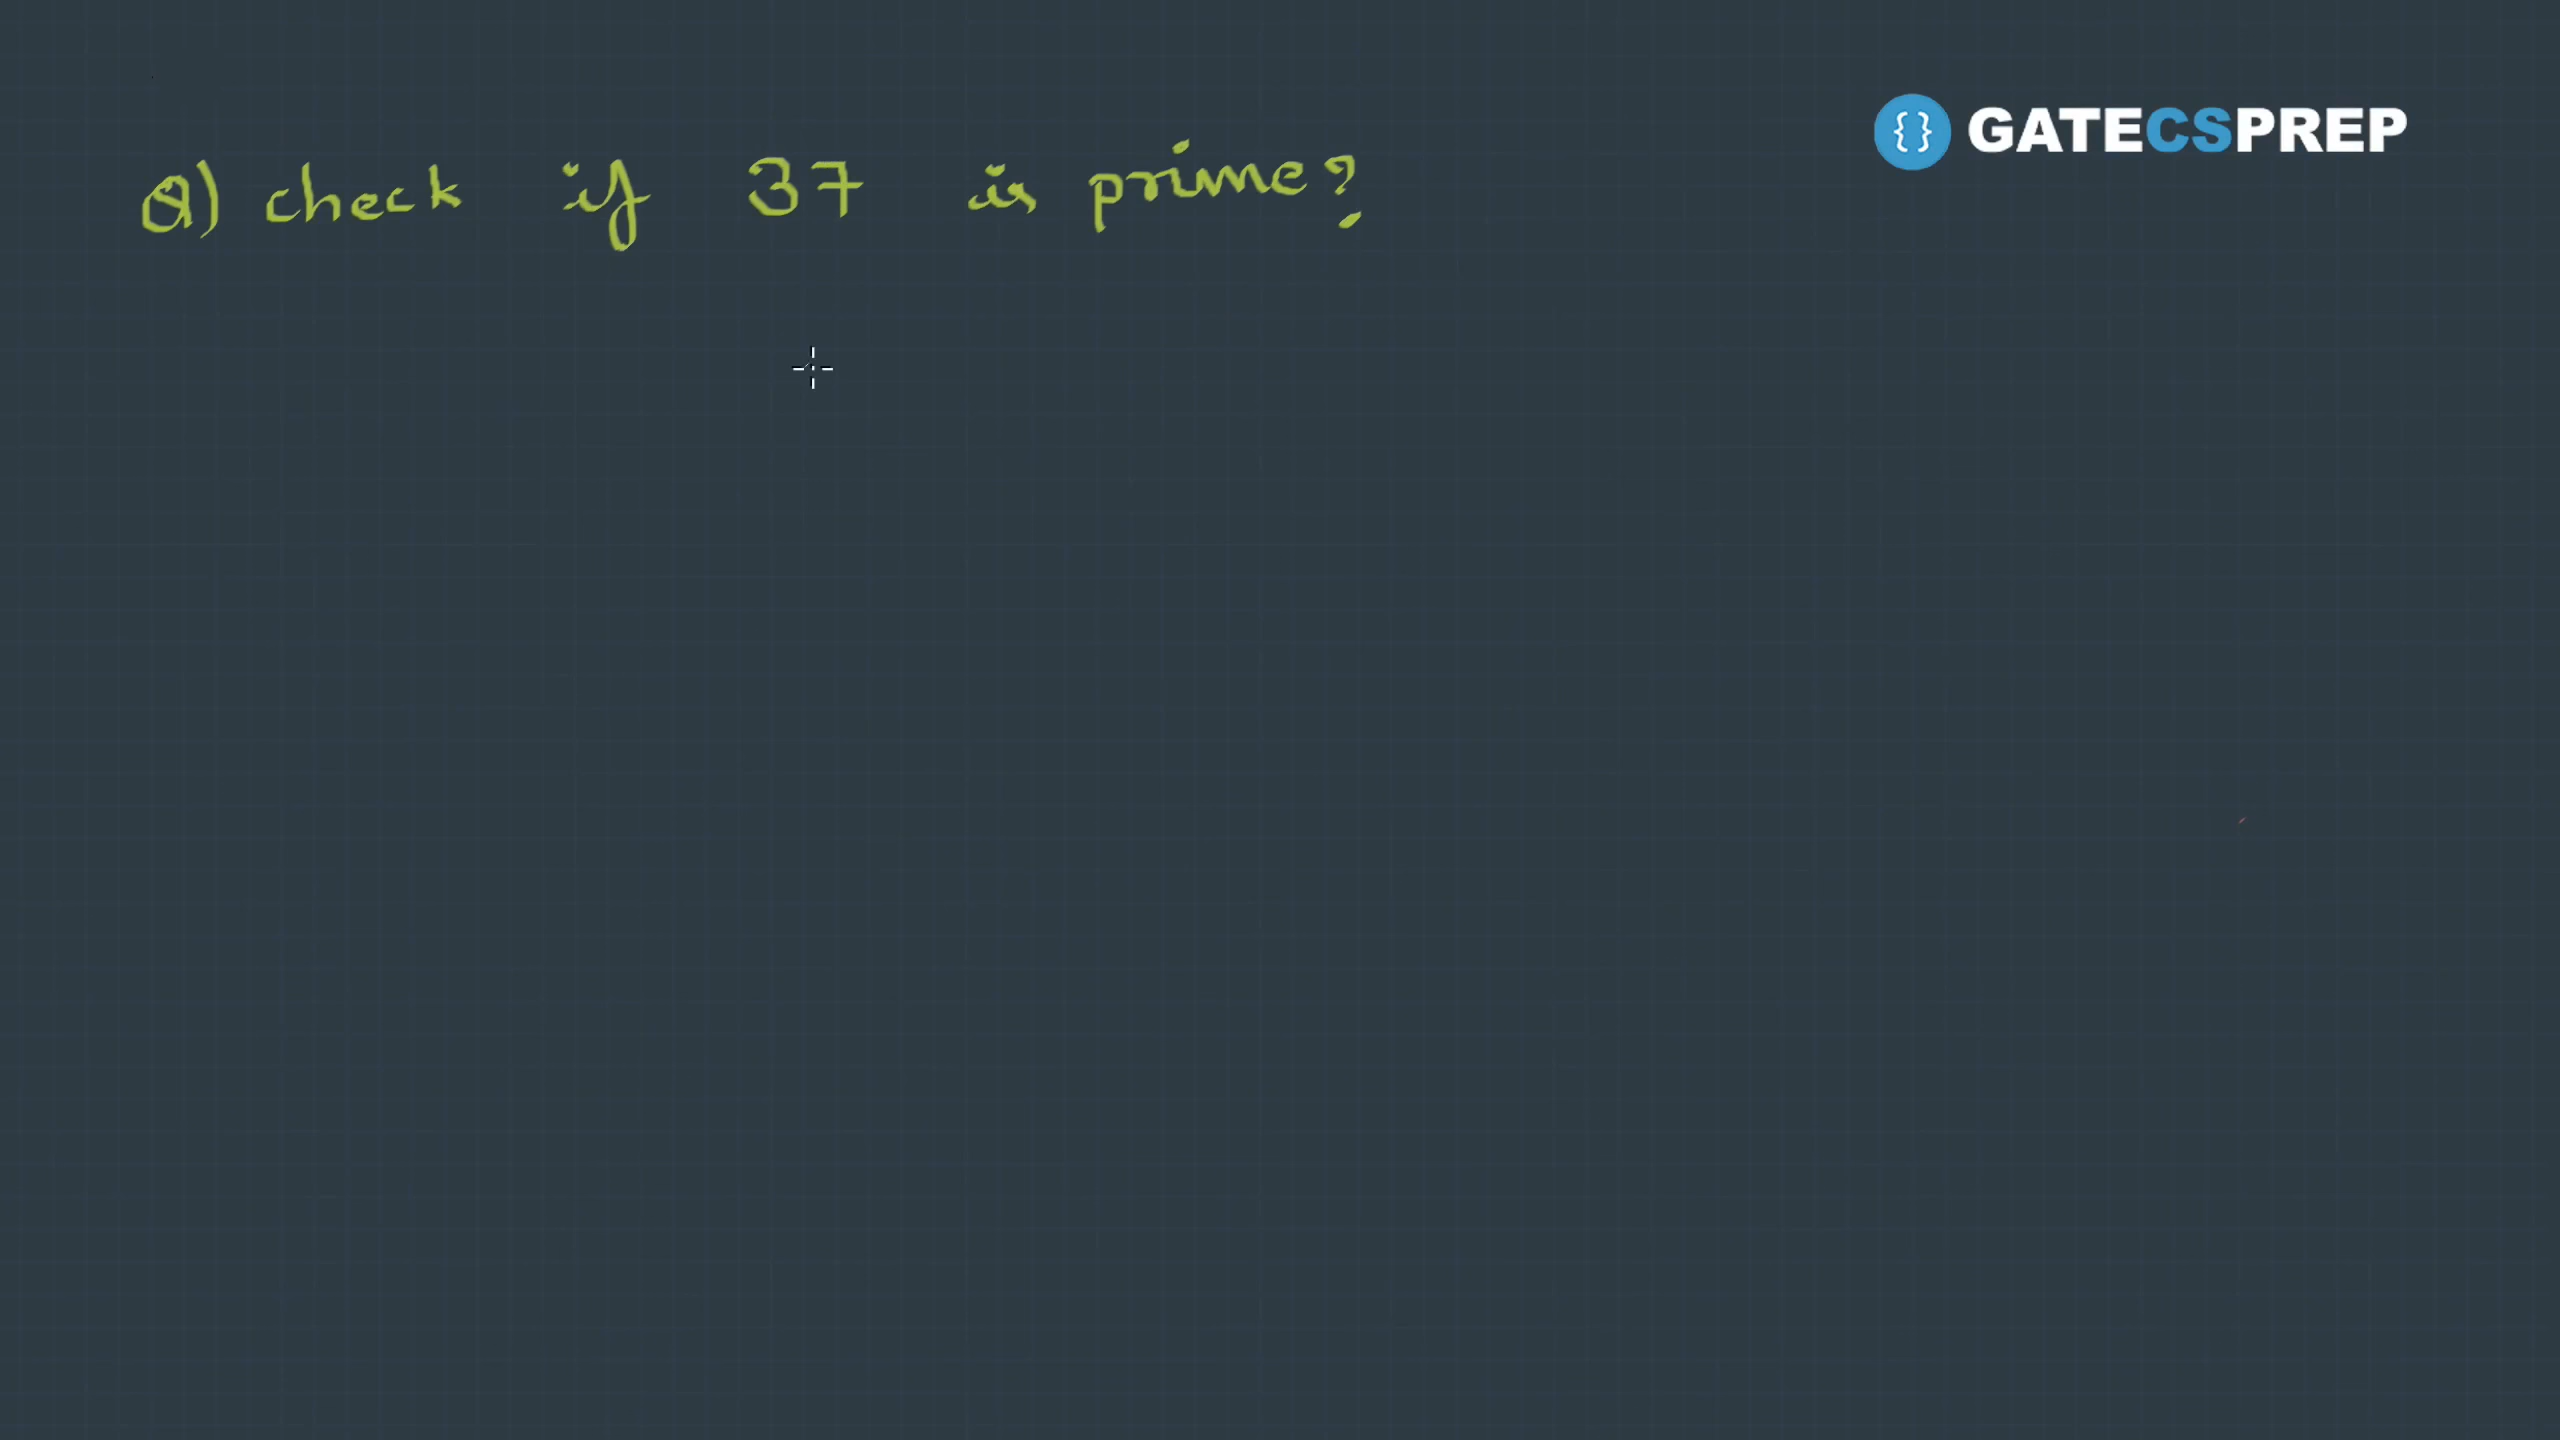 {} GATECSPREP
Q) check if 37 is prime?